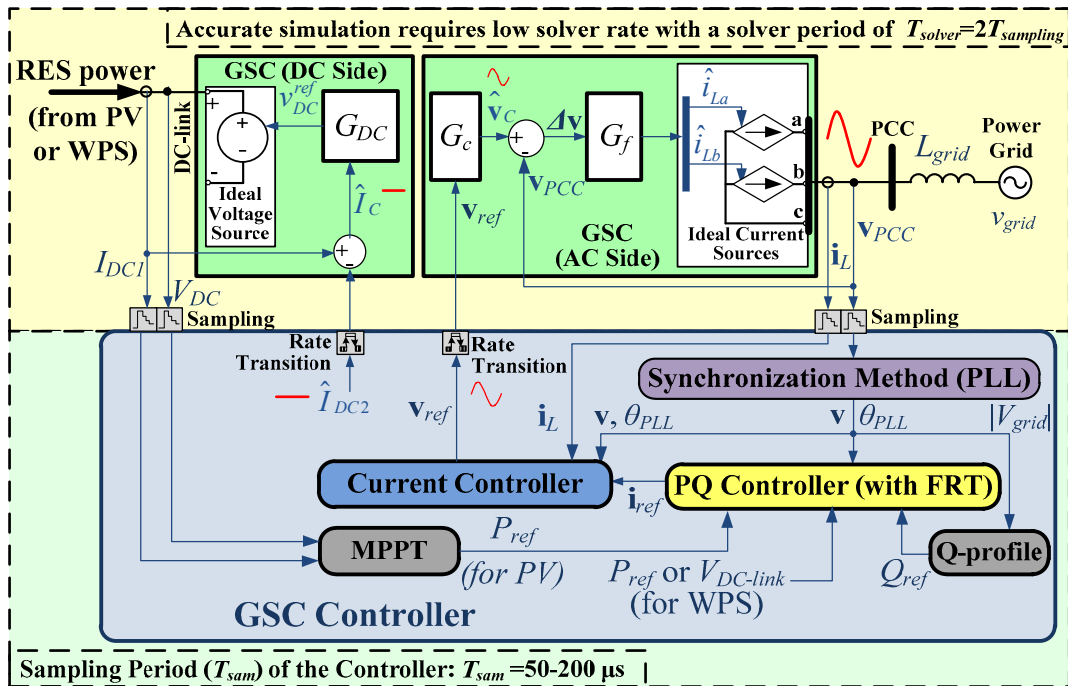 Accurate simulation requires low solver rate with a solver period of T_solver=2T_sampling
RES power
(from PV
or WPS)
DC-link
GSC (DC Side)
v_DC^ref
+
-
+
-
Ideal
Voltage
Source
G_DC
Î_C
+
-
I_DC1
V_DC
Sampling
G_c
v̂_C
+
-
Δv
G_f
v_PCC
v_ref
GSC
(AC Side)
î_La
î_Lb
a
b
c
Ideal Current
Sources
PCC
L_grid
Power
Grid
v_grid
v_PCC
i_L
Sampling
Rate
Transition
Rate
Transition
Î_DC2
v_ref
i_L
Synchronization Method (PLL)
v, θ_PLL
v
θ_PLL
|V_grid|
Current Controller
i_ref
PQ Controller (with FRT)
MPPT
P_ref
(for PV)
P_ref or V_DC-link
(for WPS)
Q_ref
Q-profile
GSC Controller
Sampling Period (T_sam) of the Controller: T_sam =50-200 μs